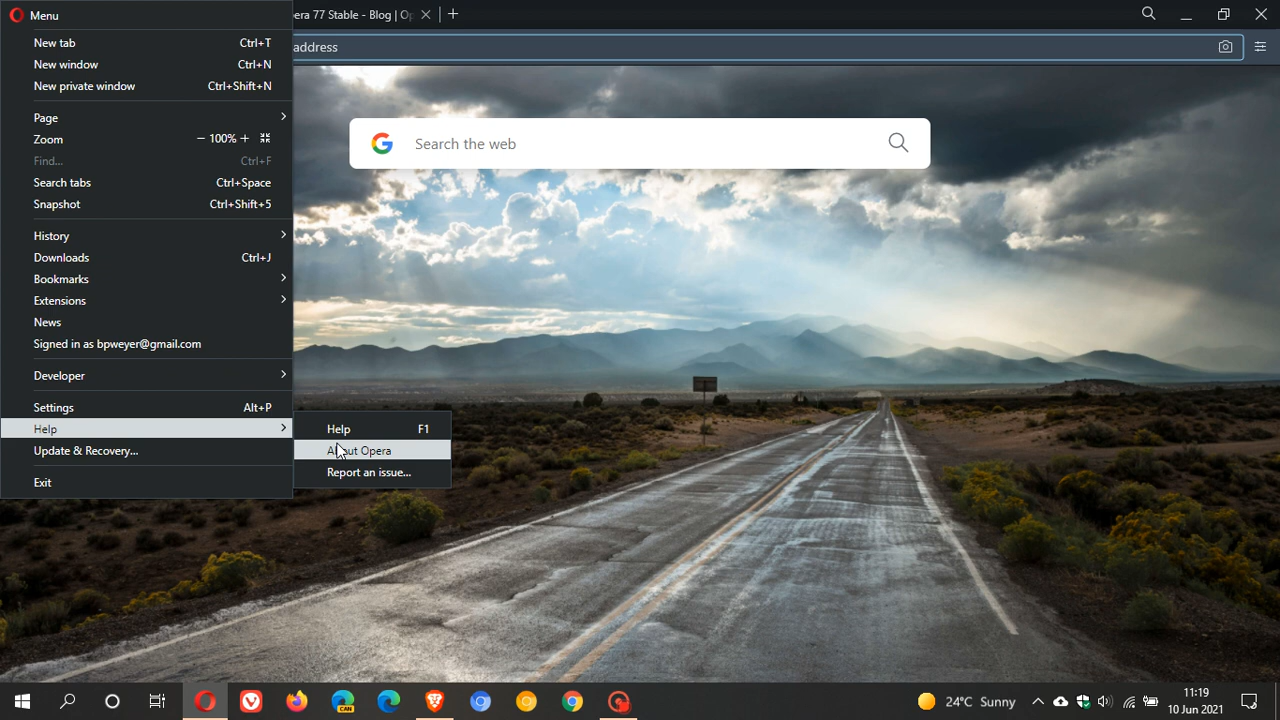 Menu
era 77 Stable - Blog | Op
New tab Ctrl+T
address
New window Ctrl+N
New private window Ctrl+Shift+N
Page
Zoom − 100% +
Find... Ctrl+F
Search tabs Ctrl+Space
Snapshot Ctrl+Shift+5
Search the web
History
Downloads Ctrl+J
Bookmarks
Extensions
News
Signed in as bpweyer@gmail.com
Developer
Settings Alt+P
Help
Update & Recovery...
Exit
Help F1
About Opera
Report an issue...
CAN
24°C Sunny
11:19
10 Jun 2021